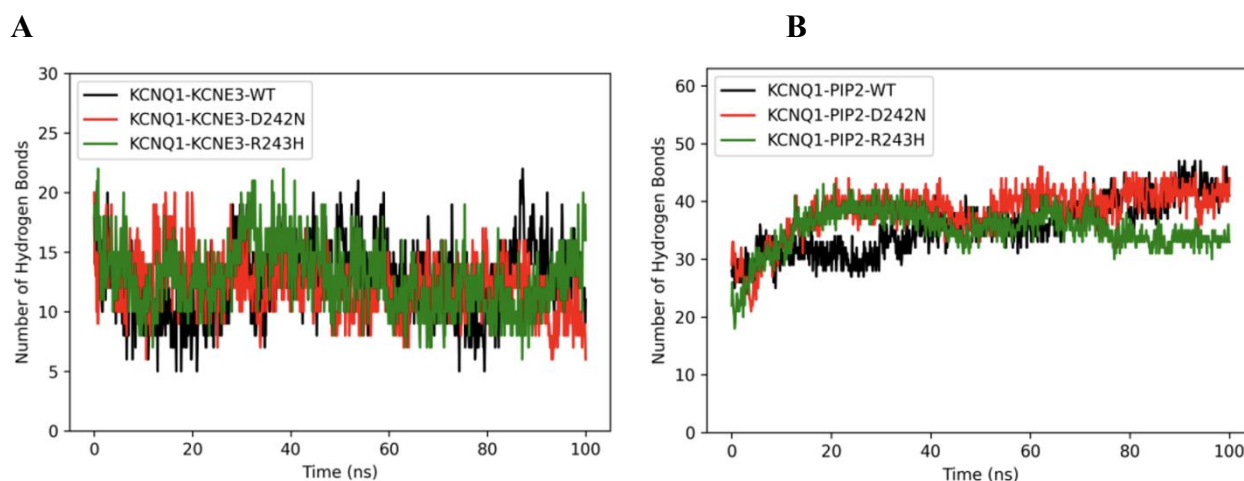 A
B
30
25
20
15
10
5
0
Number of Hydrogen Bonds
KCNQ1-KCNE3-WT
KCNQ1-KCNE3-D242N
KCNQ1-KCNE3-R243H
0
20
40
60
80
100
Time (ns)
60
50
40
30
20
10
0
Number of Hydrogen Bonds
KCNQ1-PIP2-WT
KCNQ1-PIP2-D242N
KCNQ1-PIP2-R243H
0
20
40
60
80
100
Time (ns)